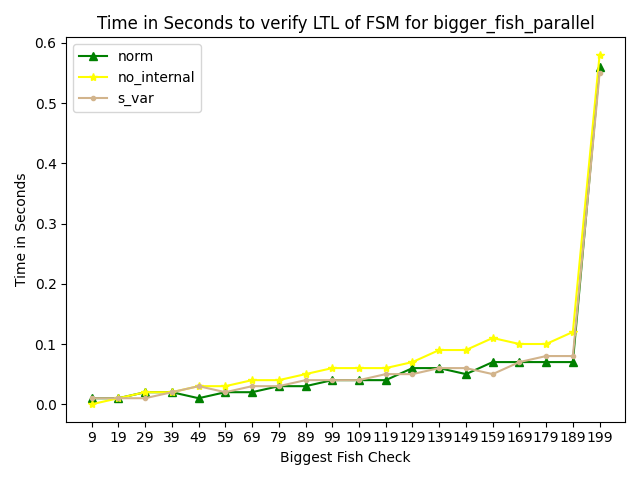 Time in Seconds to verify LTL of FSM for bigger_fish_parallel
norm
no_internal
s_var
0.6
0.5
0.4
0.3
0.2
0.1
0.0
Time in Seconds
9 19 29 39 49 59 69 79 89 99 109 119 129 139 149 159 169 179 189 199
Biggest Fish Check